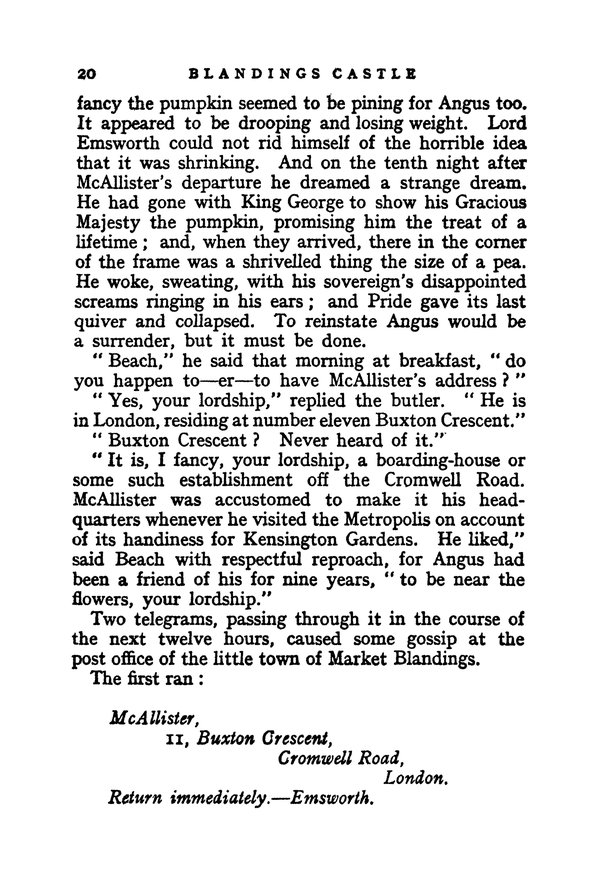 20 BLANDINGS CASTLE
fancy the pumpkin seemed to be pining for Angus too.
It appeared to be drooping and losing weight. Lord
Emsworth could not rid himself of the horrible idea
that it was shrinking. And on the tenth night after
McAllister's departure he dreamed a strange dream.
He had gone with King George to show his Gracious
Majesty the pumpkin, promising him the treat of a
lifetime ; and, when they arrived, there in the corner
of the frame was a shrivelled thing the size of a pea.
He woke, sweating, with his sovereign's disappointed
screams ringing in his ears ; and Pride gave its last
quiver and collapsed. To reinstate Angus would be
a surrender, but it must be done.
" Beach," he said that morning at breakfast, " do
you happen to—er—to have McAllister's address ? "
" Yes, your lordship," replied the butler. " He is
in London, residing at number eleven Buxton Crescent."
" Buxton Crescent ? Never heard of it."
" It is, I fancy, your lordship, a boarding-house or
some such establishment off the Cromwell Road.
McAllister was accustomed to make it his head-
quarters whenever he visited the Metropolis on account
of its handiness for Kensington Gardens. He liked,"
said Beach with respectful reproach, for Angus had
been a friend of his for nine years, " to be near the
flowers, your lordship."
Two telegrams, passing through it in the course of
the next twelve hours, caused some gossip at the
post office of the little town of Market Blandings.
The first ran :
McAllister,
11, Buxton Crescent,
Cromwell Road,
London.
Return immediately.—Emsworth.